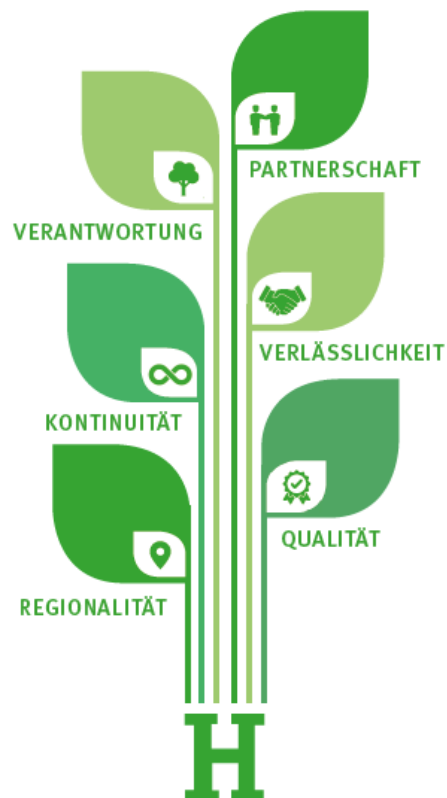 PARTNERSCHAFT
VERANTWORTUNG
VERLÄSSLICHKEIT
KONTINUITÄT
QUALITÄT
REGIONALITÄT
H